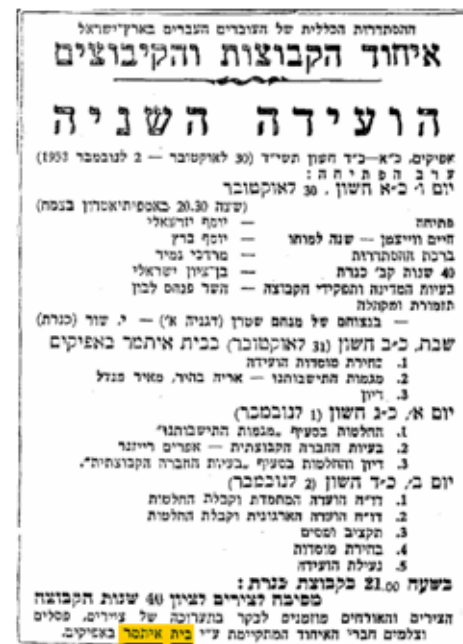 ההסתדרות הכללית של העובדים העברים בארץ־ישראל
איחוד הקבוצות והקיבוצים
הועידה השניה
אפיקים, כ״א—כ״ד חשון תשי״ד (30 לאוקטובר — 2 לנובמבר 1953)
ערב הפתיחה:
יום ו׳ כ״א חשון, 30 לאוקטובר
(שעה 20.30 באמפיתיאטרון בצמח)
פתיחה — יוסף יזרעאלי
חיים ווייצמן — שנה למותו — יוסף ברץ
ברכת ההסתדרות — מרדכי נמיר
40 שנות קב׳ כנרת — בן־ציון ישראלי
בעיות המדינה ותפקידי הקבוצה — השר פנחס לבון
תזמורת ומקהלה
— בנצוחם של מנחם שטרן (דגניה א׳) — י. שור (כנרת)
שבת, כ״ב חשון (31 לאוקטובר) בבית איתמר באפיקים
1. בחירת מוסדות הועידה
2. מגמות התישבותנו — אריה בהיר, מאיר מנדל
3. דיון
יום א׳, כ״ג חשון (1 לנובמבר)
1. החלטות בסעיף „מגמות התישבותנו״
2. בעיות החברה הקבוצתית — אפרים רייזנר
3. דיון והחלטות בסעיף „בעיות החברה הקבוצתית״.
יום ב׳, כ״ד חשון (2 לנובמבר)
1. דו״ח הועדה המתמדת וקבלת החלטות
2. דו״ח הועדה הארגונית וקבלת החלטות
3. תקציב ומסים
4. בחירת מוסדות
5. נעילת הועידה
בשעה 21.00 בקבוצת כנרת:
מסיבה לצירים לציון 40 שנות הקבוצה
הצירים והאורחים מוזמנים לבקר בתערוכה של ציירים, פסלים
וצלמים חברי האיחוד המתקיימת ע״י בית איתמר באפיקים.